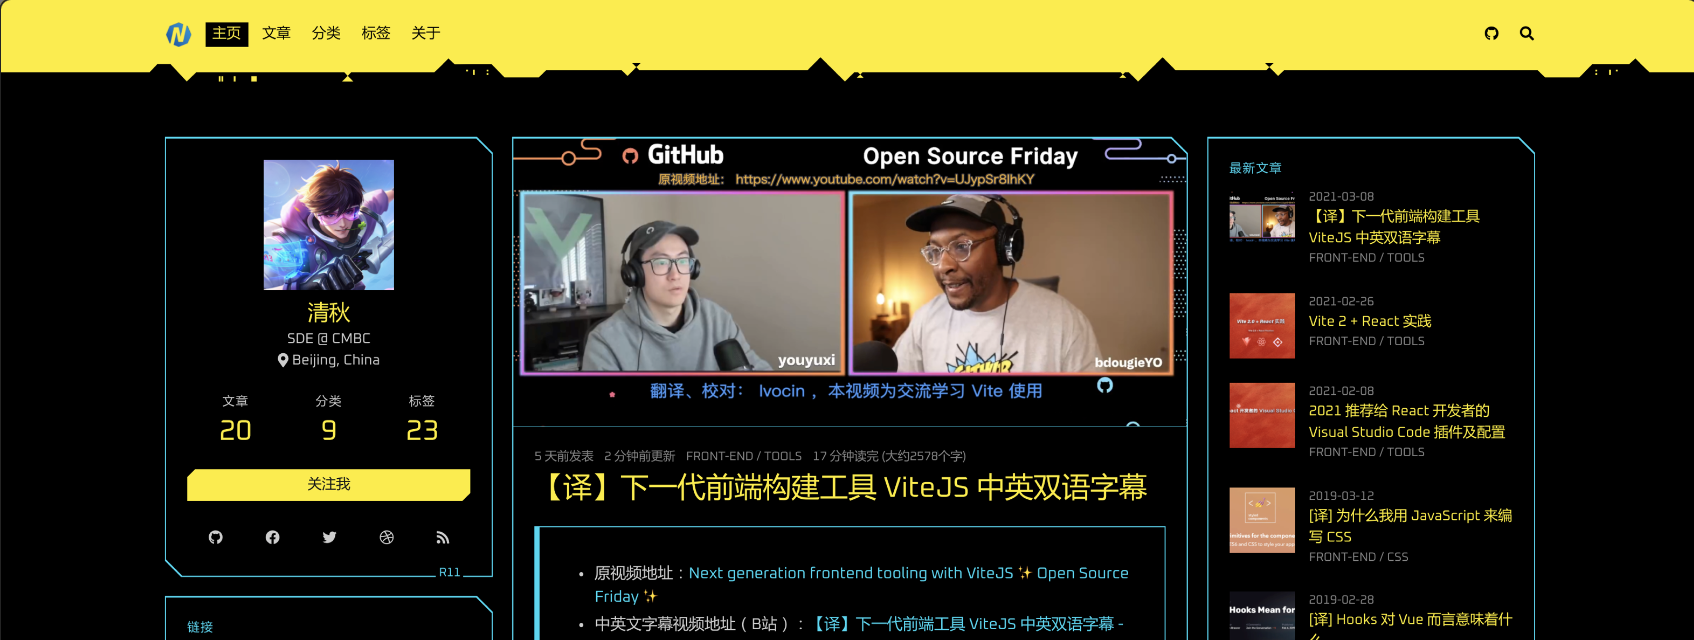 主页 文章 分类 标签 关于
清秋
SDE @ CMBC
Beijing, China
文章 分类 标签
20 9 23
关注我
R11
链接
GitHub Open Source Friday
原视频地址： https://www.youtube.com/watch?v=UJypSr8IhKY
youyuxi bdougieYO
翻译、校对： lvocin ，本视频为交流学习 Vite 使用
5 天前发表 2 分钟前更新 FRONT-END / TOOLS 17 分钟读完 (大约2578个字)
【译】下一代前端构建工具 ViteJS 中英双语字幕
• 原视频地址：Next generation frontend tooling with ViteJS ✨ Open Source
Friday ✨
• 中英文字幕视频地址（B站）：【译】下一代前端工具 ViteJS 中英双语字幕 -
最新文章
2021-03-08
【译】下一代前端构建工具
ViteJS 中英双语字幕
FRONT-END / TOOLS
2021-02-26
Vite 2 + React 实践
FRONT-END / TOOLS
2021-02-08
2021 推荐给 React 开发者的
Visual Studio Code 插件及配置
FRONT-END / TOOLS
2019-03-12
[译] 为什么我用 JavaScript 来编
写 CSS
FRONT-END / CSS
2019-02-28
[译] Hooks 对 Vue 而言意味着什